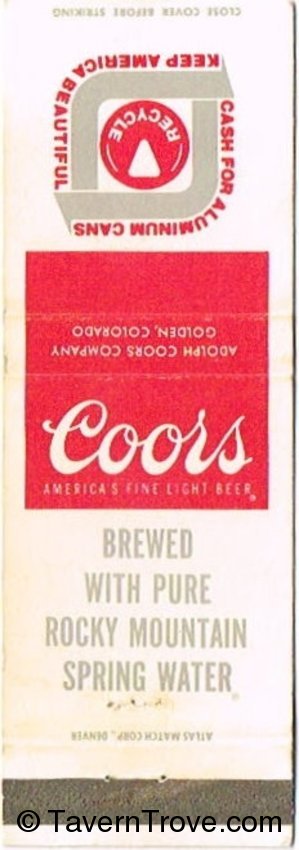 CLOSE COVER BEFORE STRIKING
KEEP AMERICA BEAUTIFUL
CASH FOR ALUMINUM CANS
RECYCLE
ADOLPH COORS COMPANY
GOLDEN, COLORADO
Coors
AMERICA'S FINE LIGHT BEER®
BREWED
WITH PURE
ROCKY MOUNTAIN
SPRING WATER®
ATLAS MATCH CORP., DENVER
© TavernTrove.com